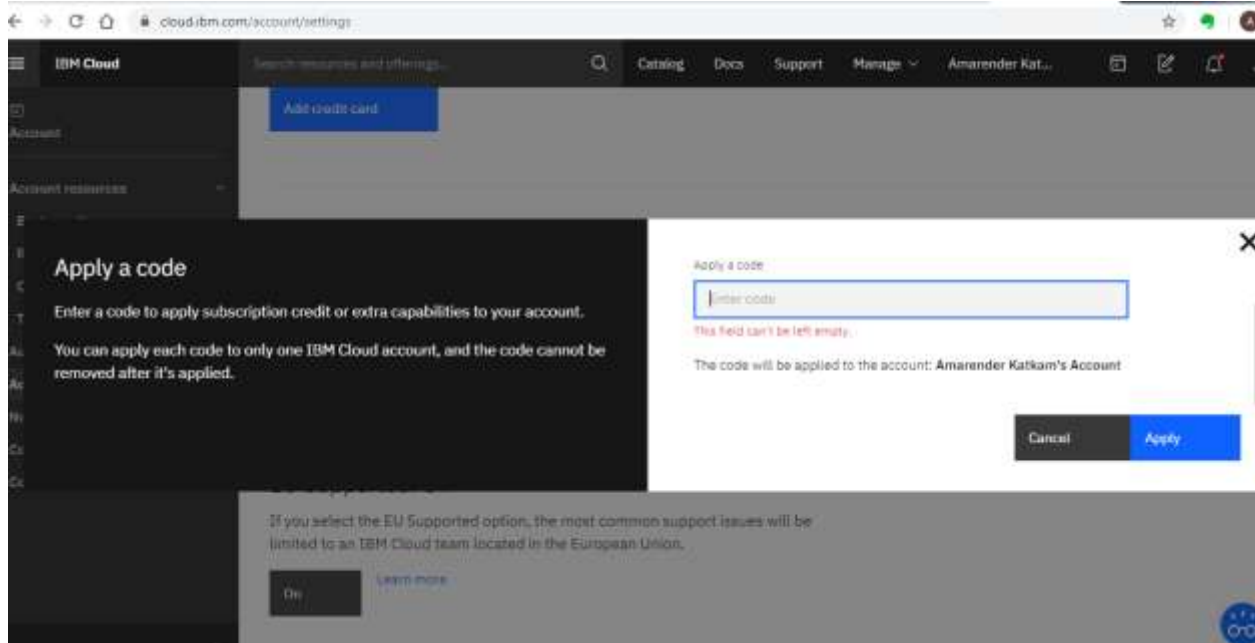 cloud.ibm.com/account/settings
IBM Cloud
Search resources and offerings...
Catalog
Docs
Support
Manage
Amarender Kat...
Account
Add credit card
Account resources
Apply a code
Enter a code to apply subscription credit or extra capabilities to your account.
You can apply each code to only one IBM Cloud account, and the code cannot be
removed after it's applied.
Apply a code
Enter code
This field can't be left empty.
The code will be applied to the account: Amarender Katkam's Account
Cancel
Apply
If you select the EU Supported option, the most common support issues will be
limited to an IBM Cloud team located in the European Union.
On
Learn more